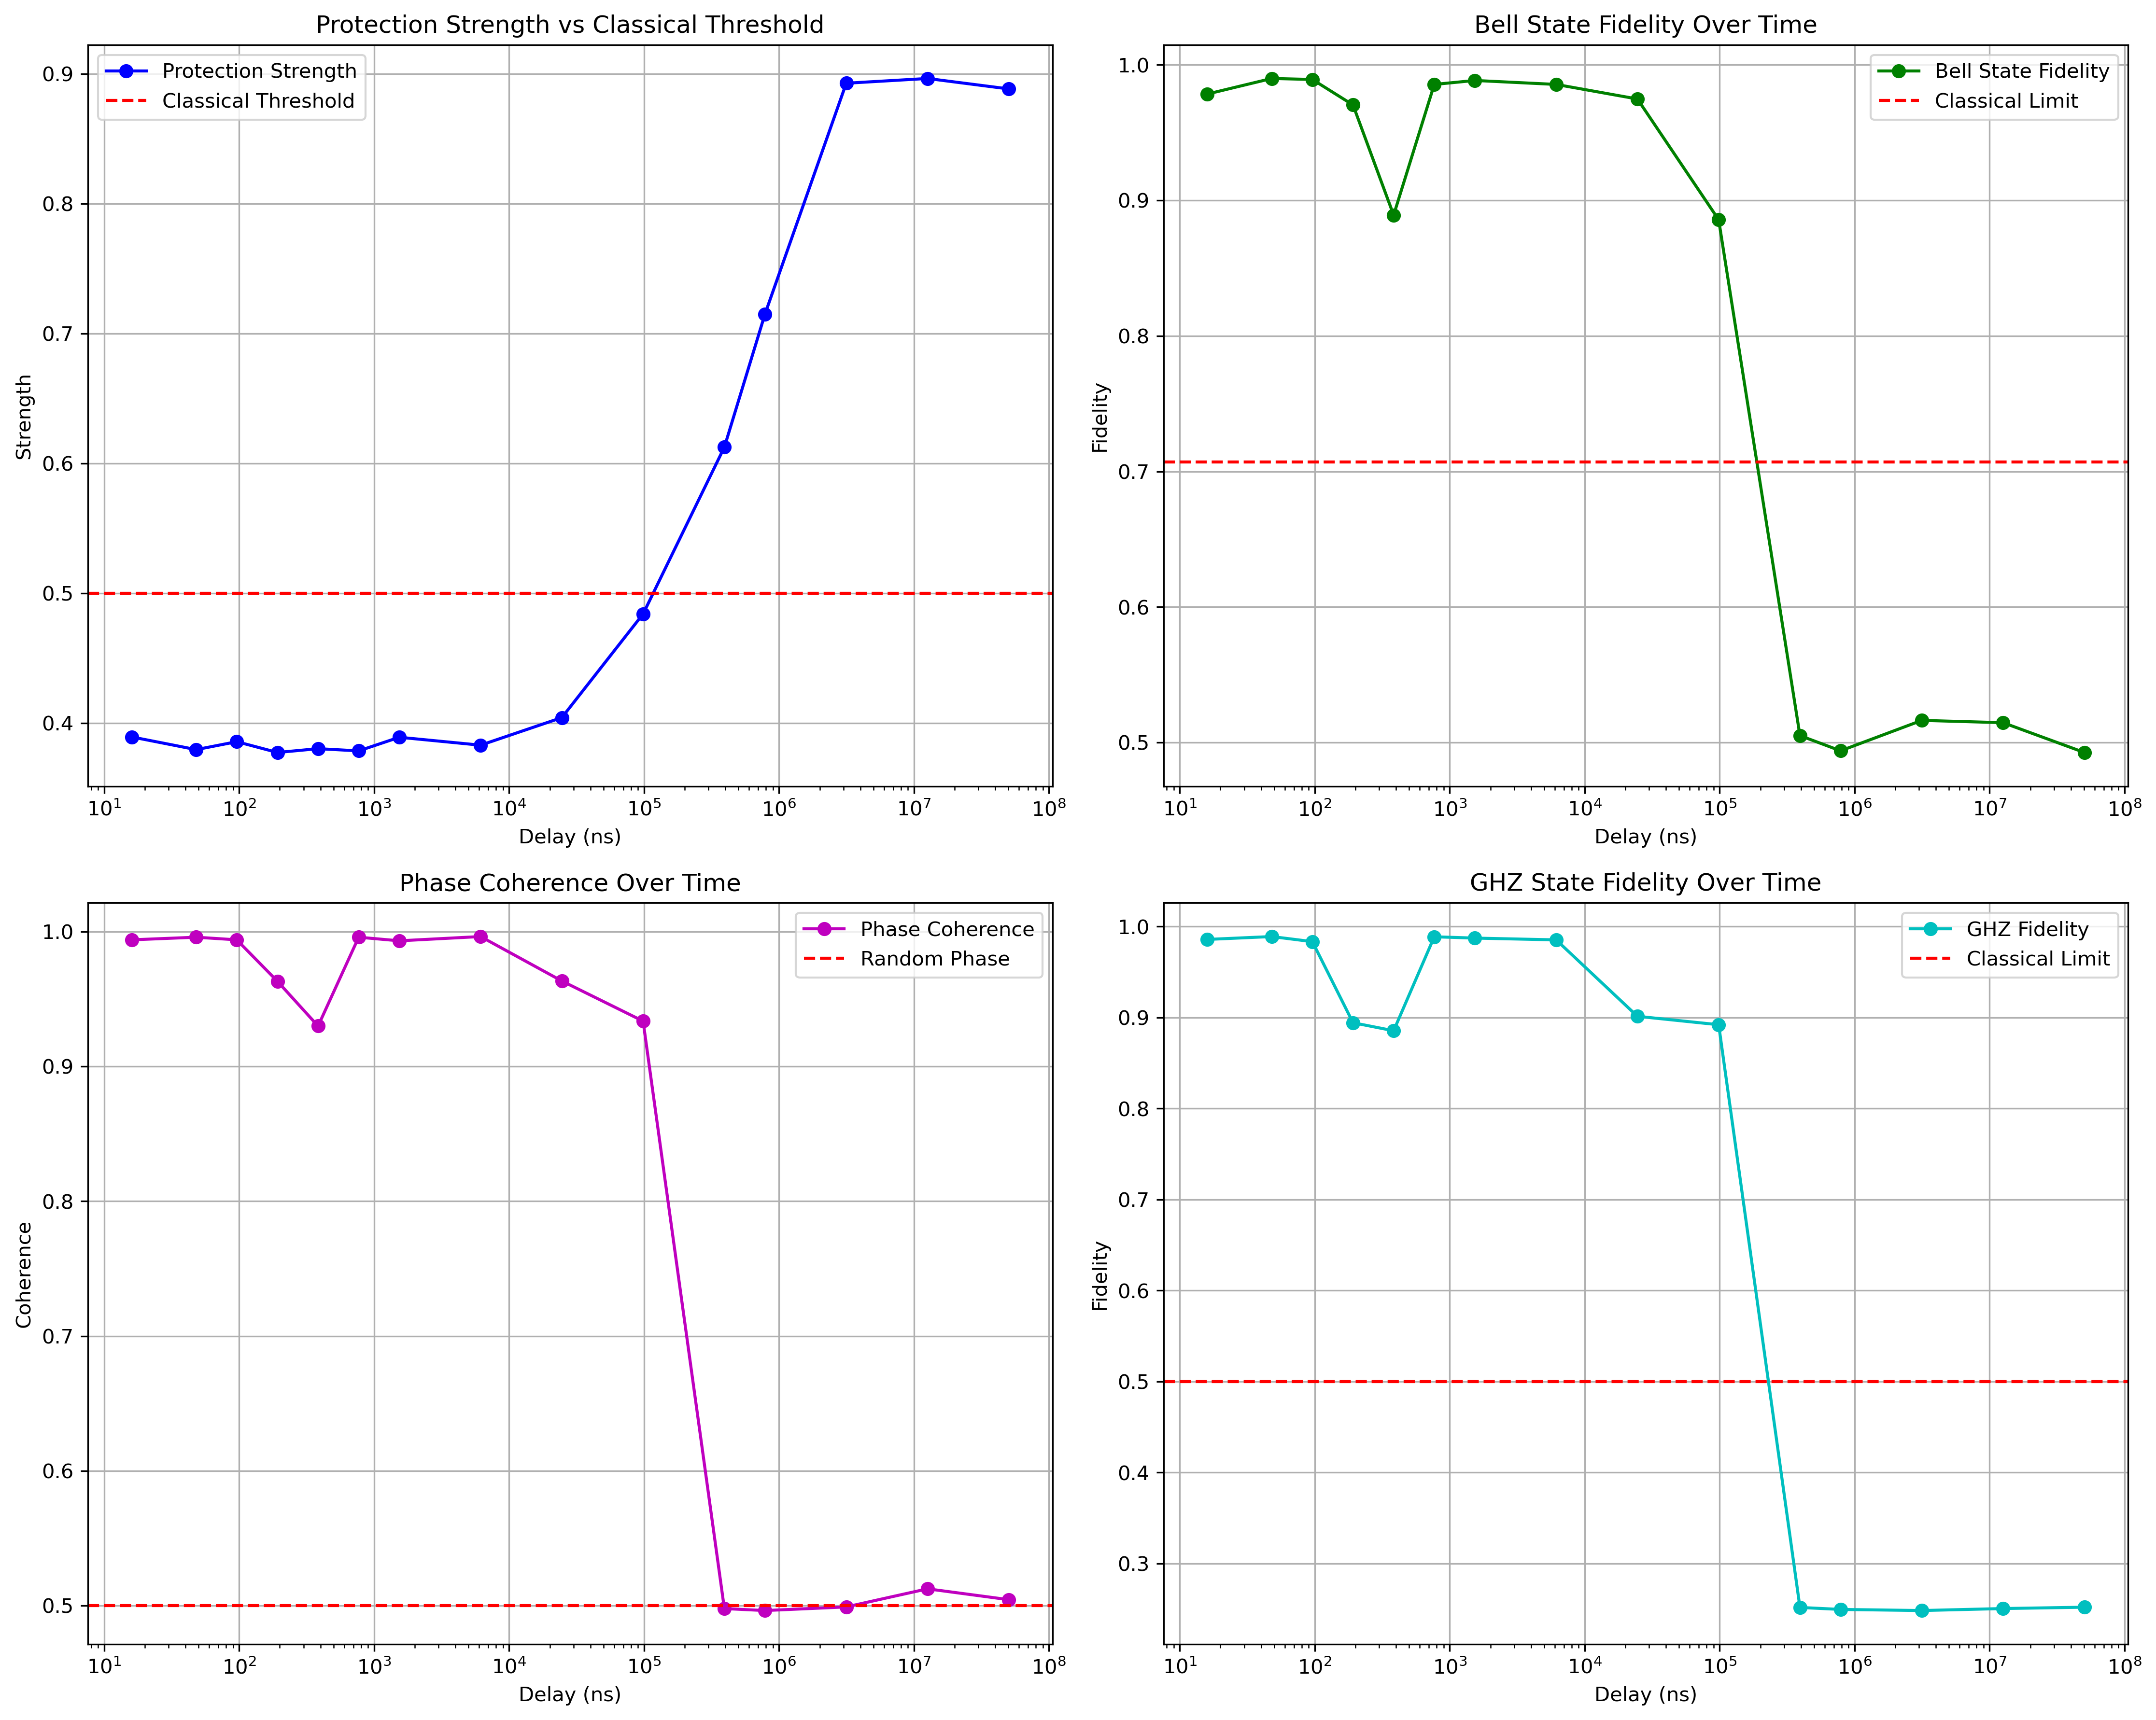 Protection Strength vs Classical Threshold
Protection Strength
Classical Threshold
0.9
0.8
0.7
0.6
0.5
0.4
Strength
10¹ 10² 10³ 10⁴ 10⁵ 10⁶ 10⁷ 10⁸
Delay (ns)
Bell State Fidelity Over Time
Bell State Fidelity
Classical Limit
1.0
0.9
0.8
0.7
0.6
0.5
Fidelity
10¹ 10² 10³ 10⁴ 10⁵ 10⁶ 10⁷ 10⁸
Delay (ns)
Phase Coherence Over Time
Phase Coherence
Random Phase
1.0
0.9
0.8
0.7
0.6
0.5
Coherence
10¹ 10² 10³ 10⁴ 10⁵ 10⁶ 10⁷ 10⁸
Delay (ns)
GHZ State Fidelity Over Time
GHZ Fidelity
Classical Limit
1.0
0.9
0.8
0.7
0.6
0.5
0.4
0.3
Fidelity
10¹ 10² 10³ 10⁴ 10⁵ 10⁶ 10⁷ 10⁸
Delay (ns)